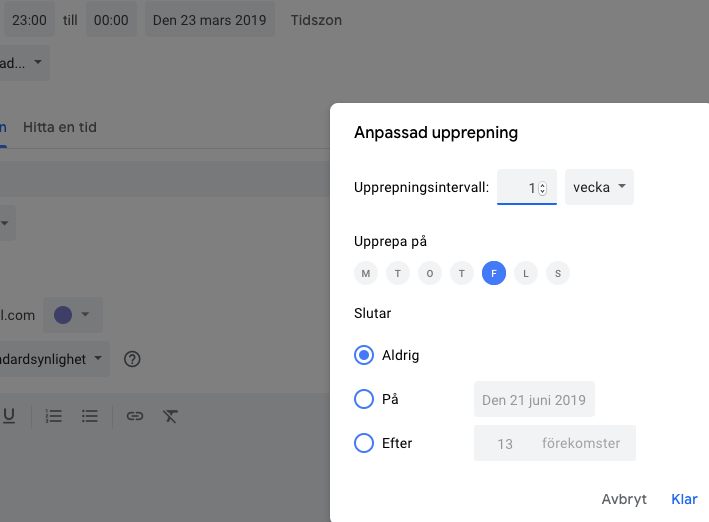 23:00 till 00:00 Den 23 mars 2019 Tidszon
ad...
n Hitta en tid
Anpassad upprepning
Upprepningsintervall: 1 vecka
Upprepa på
M T O T F L S
l.com
Slutar
ndardsynlighet
Aldrig
På Den 21 juni 2019
Efter 13 förekomster
U
Avbryt Klar